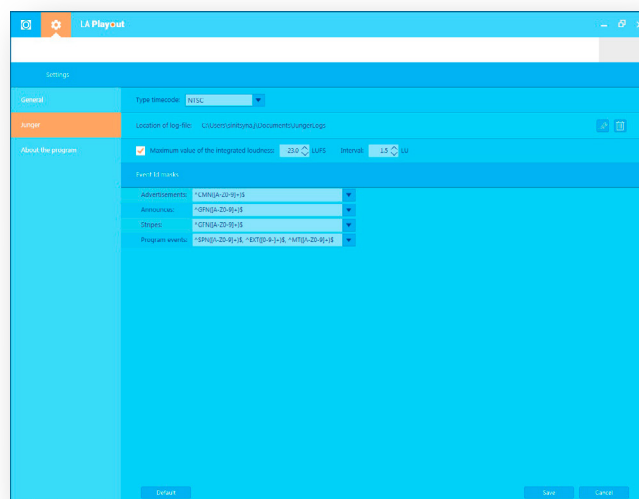 LA Playout
Settings
General
Type timecode: NTSC
Junger
Location of log-file: C:\Users\sinitsyna.j\Documents\JungerLogs
About the program
Maximum value of the integrated loudness: -23.0 LUFS Interval: 1.5 LU
Event Id masks
Advertisements: ^CMN([A-Z0-9]+)$
Announces: ^GFN([A-Z0-9]+)$
Stripes: ^GTN([A-Z0-9]+)$
Program events: ^SPN([A-Z0-9]+)$, ^EXT([0-9-]+)$, ^MT([A-Z0-9]+)$
Default
Save
Cancel